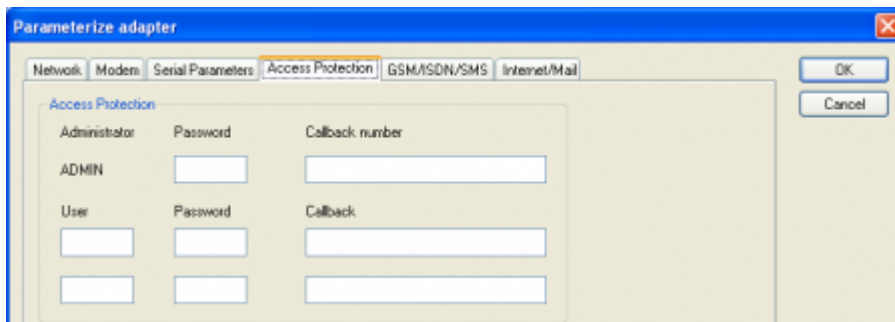 Parameterize adapter
Network Modem Serial Parameters Access Protection GSM/ISDN/SMS Internet/Mail
OK
Cancel
Access Protection
Administrator Password Callback number
ADMIN
User Password Callback